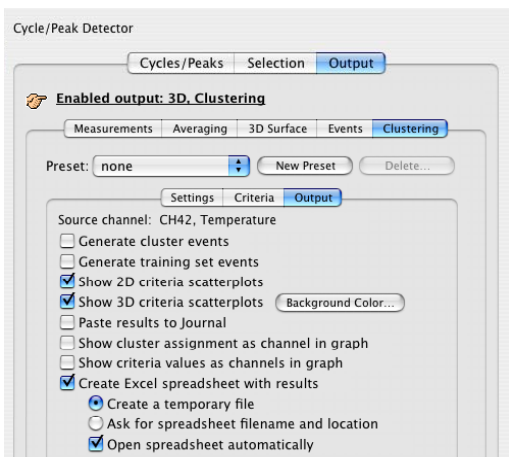 Cycle/Peak Detector
Cycles/Peaks Selection Output
Enabled output: 3D, Clustering
Measurements Averaging 3D Surface Events Clustering
Preset: none New Preset Delete...
Settings Criteria Output
Source channel: CH42, Temperature
Generate cluster events
Generate training set events
Show 2D criteria scatterplots
Show 3D criteria scatterplots Background Color...
Paste results to Journal
Show cluster assignment as channel in graph
Show criteria values as channels in graph
Create Excel spreadsheet with results
Create a temporary file
Ask for spreadsheet filename and location
Open spreadsheet automatically